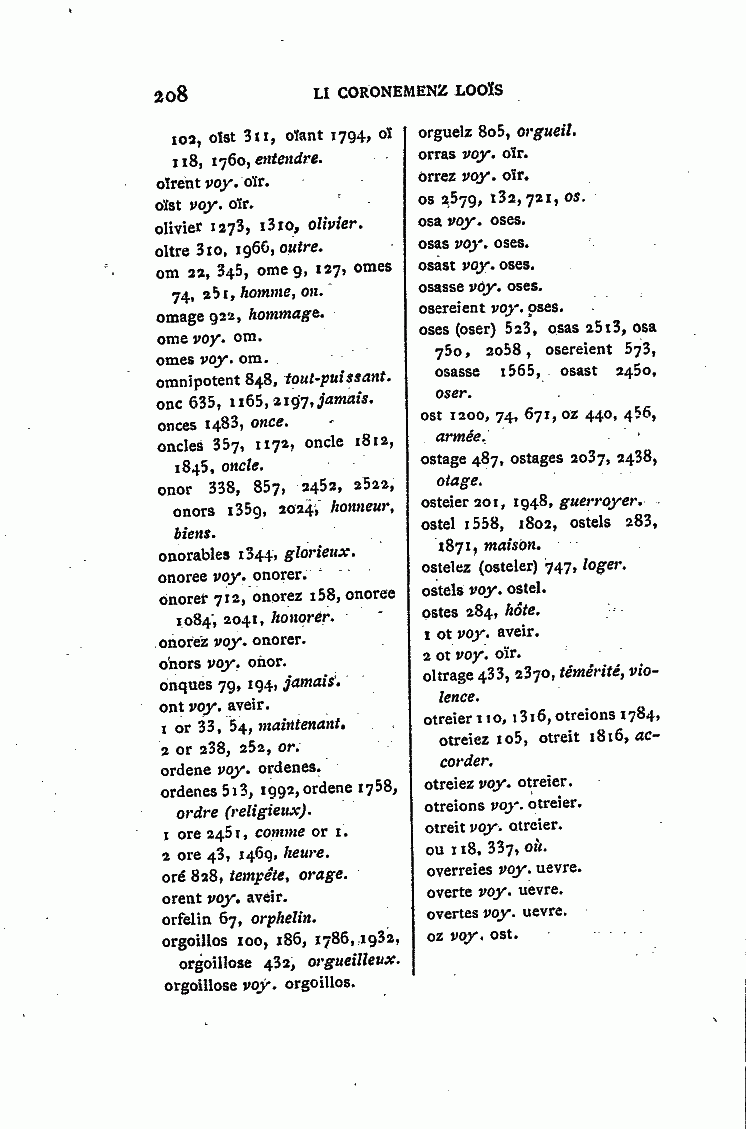 208
LI CORONEMENZ LOOÏS
102, oïst 311, oïant 1794, oï
118, 1760, entendre.
oïrent voy. oïr.
oïst voy. oïr.
olivier 1273, 1310, olivier.
oltre 310, 1966, outre.
om 22, 345, ome 9, 127, omes
74, 251, homme, on.
omage 922, hommage.
ome voy. om.
omes voy. om.
omnipotent 848, tout-puissant.
onc 635, 1165, 2197, jamais.
onces 1483, once.
oncles 357, 1172, oncle 1812,
1845, oncle.
onor 338, 857, 2452, 2522,
onors 1359, 2024, honneur,
biens.
onorables 1344, glorieux.
onoree voy. onorer.
onorer 712, onorez 158, onoree
1084, 2041, honorer.
onorez voy. onorer.
onors voy. onor.
onques 79, 194, jamais.
ont voy. aveir.
1 or 33, 54, maintenant.
2 or 238, 252, or.
ordene voy. ordenes.
ordenes 513, 1992, ordene 1758,
ordre (religieux).
1 ore 2451, comme or 1.
2 ore 43, 1469, heure.
oré 828, tempête, orage.
orent voy. aveir.
orfelin 67, orphelin.
orgoillos 100, 186, 1786, 1932,
orgoillose 432, orgueilleux.
orgoillose voy. orgoillos.
orguelz 805, orgueil.
orras voy. oïr.
orrez voy. oïr.
os 2579, 132, 721, os.
osa voy. oses.
osas voy. oses.
osast voy. oses.
osasse voy. oses.
osereient voy. oses.
oses (oser) 523, osas 2513, osa
750, 2058, osereient 573,
osasse 1565, osast 2450,
oser.
ost 1200, 74, 671, oz 440, 456,
armée.
ostage 487, ostages 2037, 2438,
otage.
osteier 201, 1948, guerroyer.
ostel 1558, 1802, ostels 283,
1871, maison.
ostelez (osteler) 747, loger.
ostels voy. ostel.
ostes 284, hôte.
1 ot voy. aveir.
2 ot voy. oïr.
oltrage 433, 2370, témérité, vio-
lence.
otreier 110, 1316, otreions 1784,
otreiez 105, otreit 1816, ac-
corder.
otreiez voy. otreier.
otreions voy. otreier.
otreit voy. otreier.
ou 118, 337, où.
overreies voy. uevre.
overte voy. uevre.
overtes voy. uevre.
oz voy. ost.